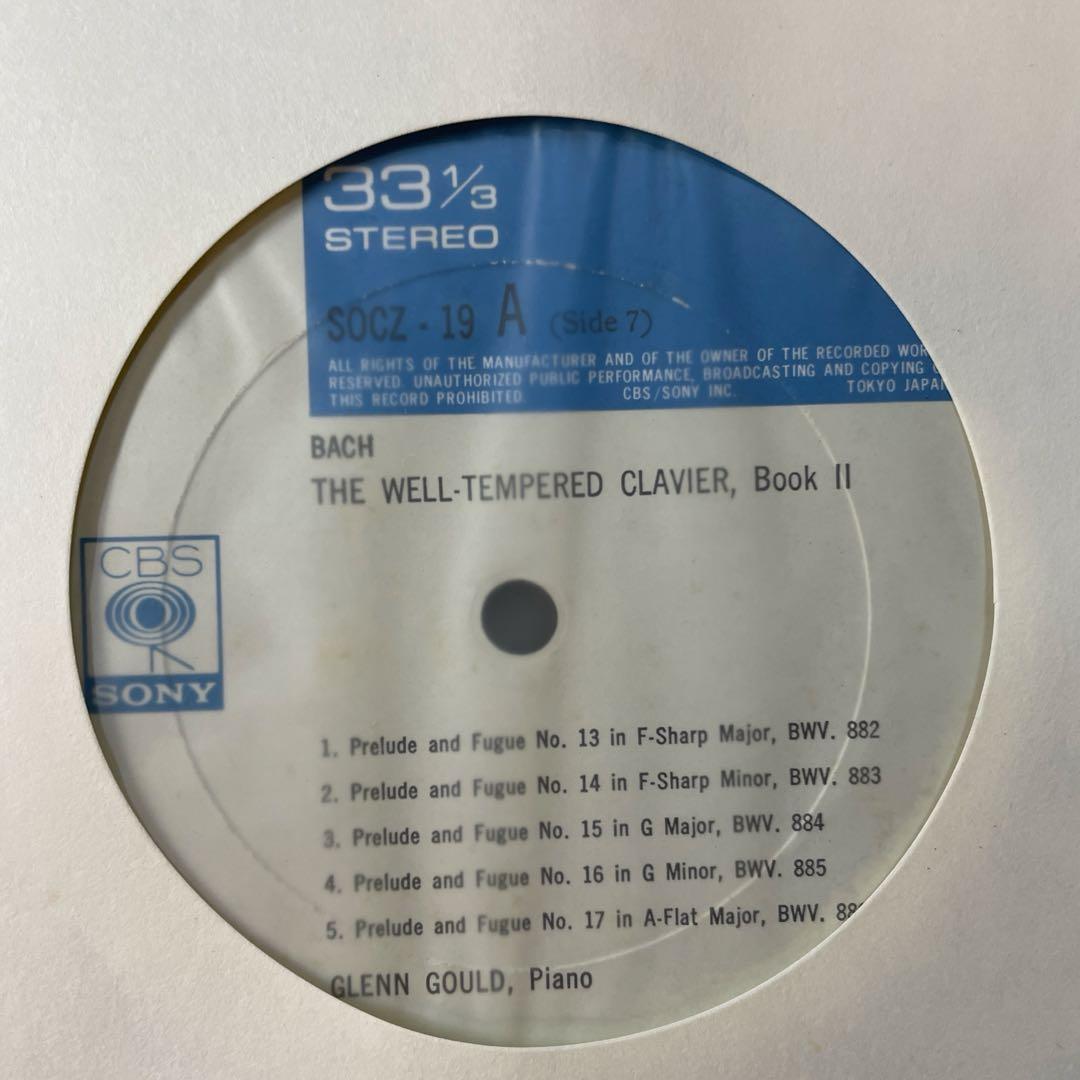 33 1/3
STEREO
SOCZ · 19 A (Side 7)
ALL RIGHTS OF THE MANUFACTURER AND OF THE OWNER OF THE RECORDED
RESERVED. UNAUTHORIZED PUBLIC PERFORMANCE, BROADCASTING AND COPYING
THIS RECORD PROHIBITED. CBS/SONY INC. TOKYO
BACH
THE WELL-TEMPERED CLAVIER, Book II
CBS
SONY
1. Prelude and Fugue No. 13 in F-Sharp Major, BWV. 882
2. Prelude and Fugue No. 14 in F-Sharp Minor, BWV. 883
3. Prelude and Fugue No. 15 in G Major, BWV. 884
4. Prelude and Fugue No. 16 in G Minor, BWV. 885
5. Prelude and Fugue No. 17 in A-Flat Major, BWV.
GLENN GOULD, Piano